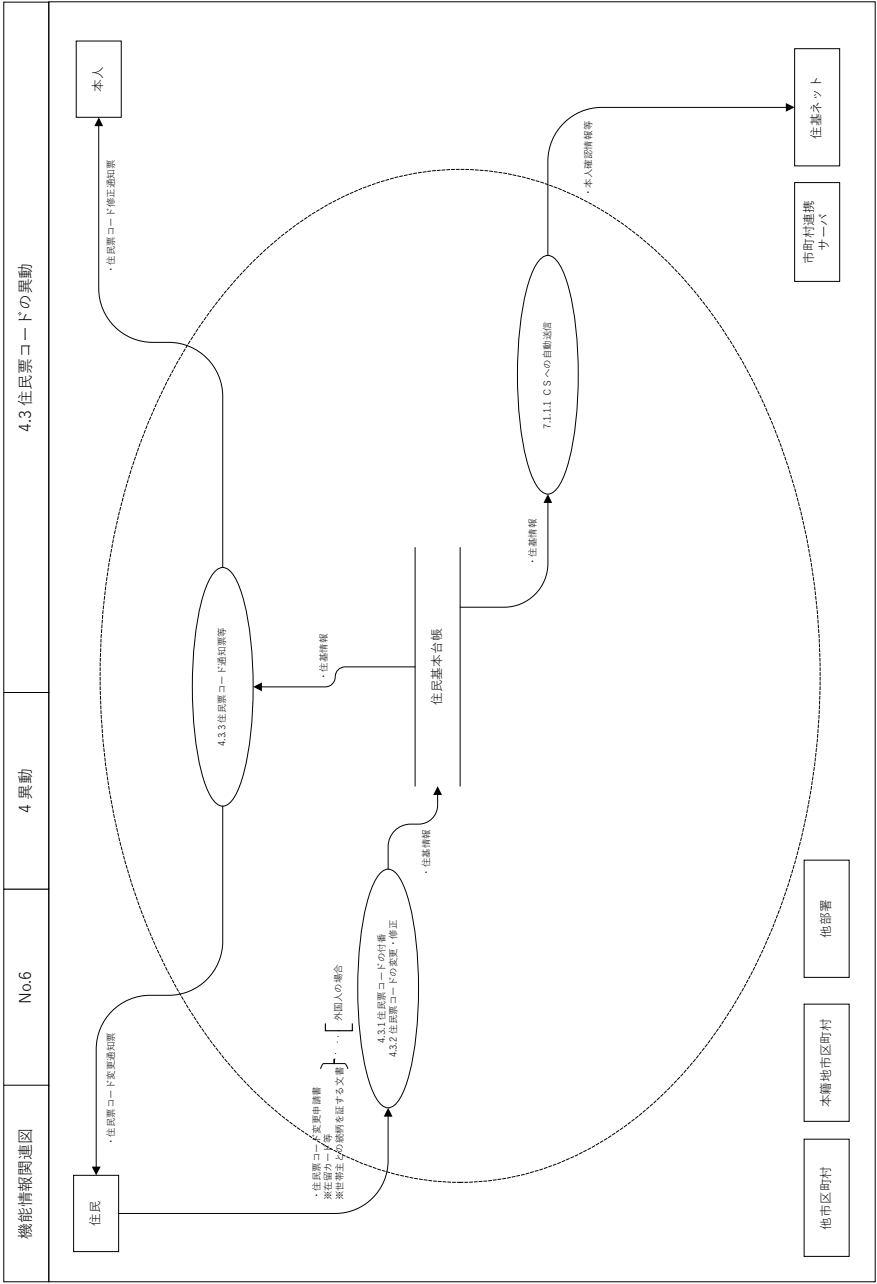 機能情報関連図
No.6
4 異動
4.3 住民票コードの異動
住民
・住民票コード変更通知票
・住民票コード修正通知票
本人
4.3.3 住民票コード通知票等
・住基情報
・住民票コード変更申請書
※在留カード等
※世帯主との続柄を証する文書
・・
外国人の場合
4.3.1 住民票コードの付番
4.3.2 住民票コードの変更・修正
・住基情報
住民基本台帳
・住基情報
7.1.1.1 CSへの自動送信
・本人確認情報等
他市区町村
本籍地市区町村
他部署
市町村連携
サーバ
住基ネット